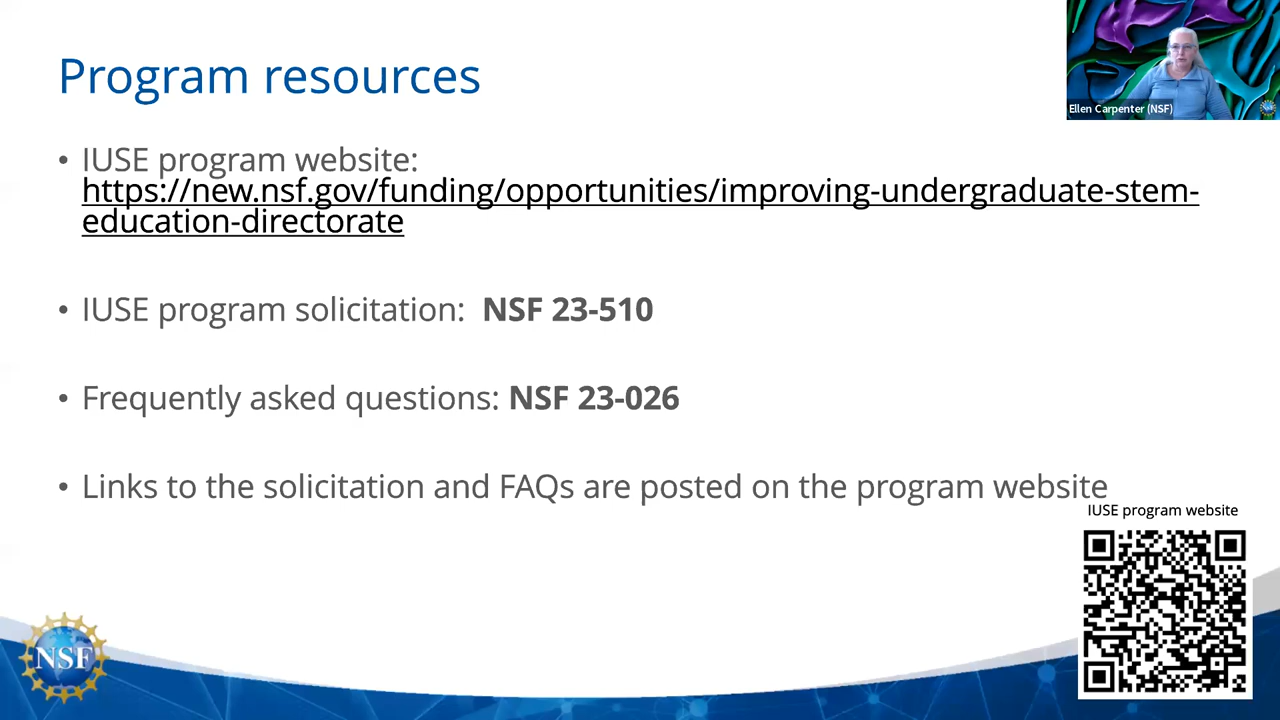 Program resources
Ellen Carpenter (NSF)
• IUSE program website:
https://new.nsf.gov/funding/opportunities/improving-undergraduate-stem-
education-directorate
• IUSE program solicitation:  NSF 23-510
• Frequently asked questions: NSF 23-026
• Links to the solicitation and FAQs are posted on the program website
IUSE program website
NSF